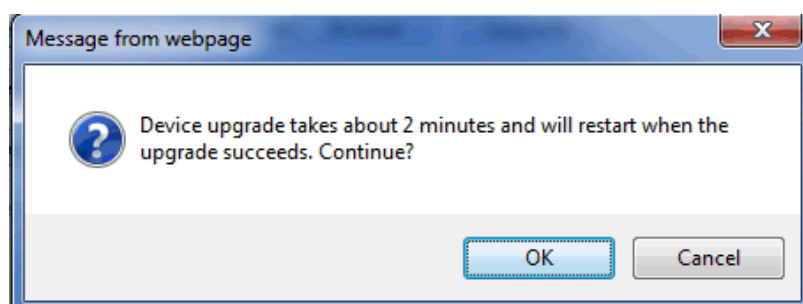 Message from webpage
Device upgrade takes about 2 minutes and will restart when the
upgrade succeeds. Continue?
OK
Cancel